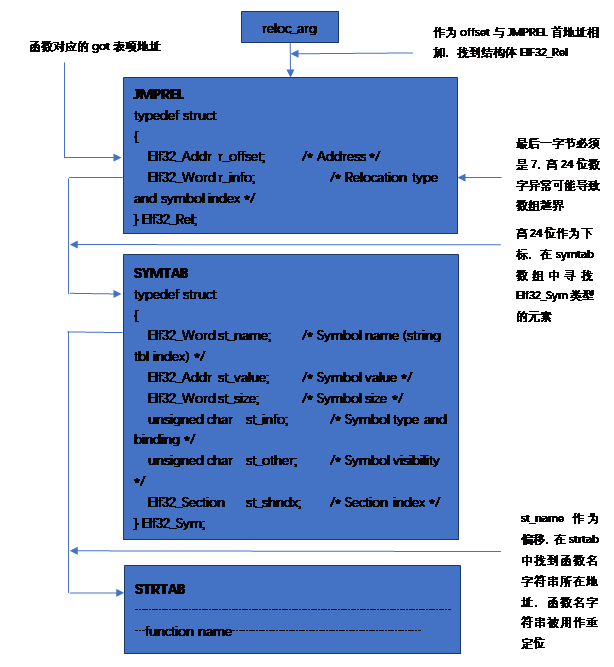 reloc_arg
作为 offset 与 JMPREL 首地址相
加，找到结构体 Elf32_Rel
函数对应的 got 表项地址
JMPREL
typedef struct
{
Elf32_Addr r_offset; /* Address */
Elf32_Word r_info; /* Relocation type
and symbol index */
} Elf32_Rel;
最后一字节必须
是 7，高 24 位数
字异常可能导致
数组越界
高 24 位作为下
标，在 symtab
数组中寻找
Elf32_Sym 类型
的元素
SYMTAB
typedef struct
{
Elf32_Word st_name; /* Symbol name (string
tbl index) */
Elf32_Addr st_value; /* Symbol value */
Elf32_Word st_size; /* Symbol size */
unsigned char st_info; /* Symbol type and
binding */
unsigned char st_other; /* Symbol visibility
*/
Elf32_Section st_shndx; /* Section index */
} Elf32_Sym;
st_name 作为
偏移，在 strtab
中找到函数名
字符串所在地
址，函数名字
符串被用作重
定位
STRTAB
function name